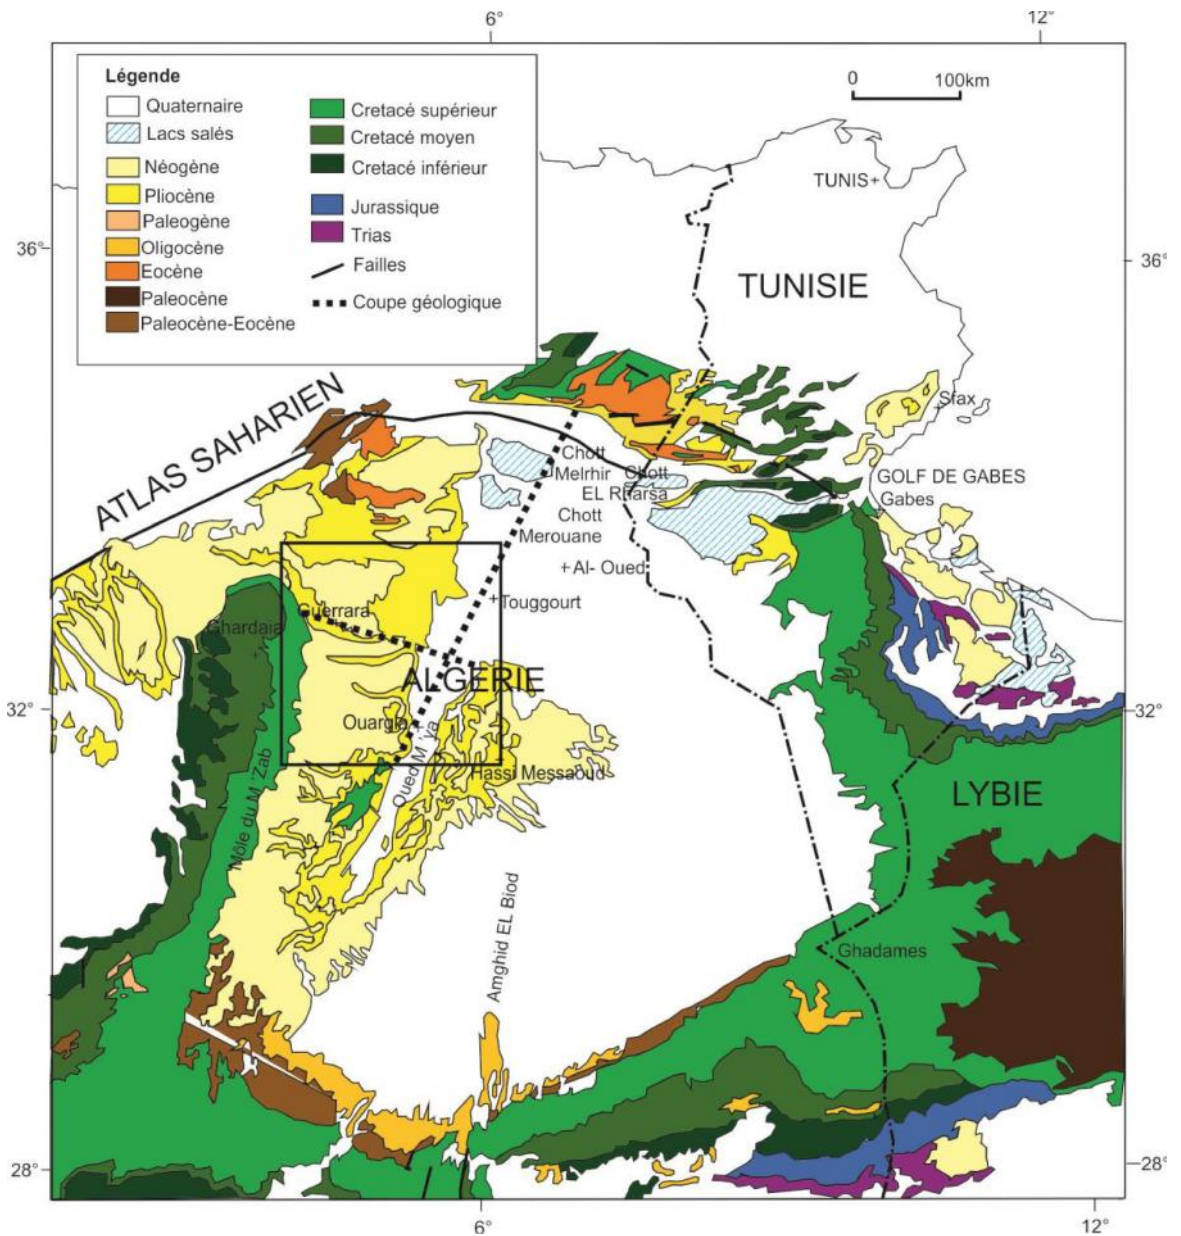 6°
12°
Légende
Quaternaire
Lacs salés
Néogène
Pliocène
Paleogène
Oligocène
Eocène
Paleocène
Paleocène-Eocène
Cretacé supérieur
Cretacé moyen
Cretacé inférieur
Jurassique
Trias
Failles
Coupe géologique
0
100km
TUNIS
36°
36°
TUNISIE
ATLAS SAHARIEN
Sfax
Chott
Melrhir
Chott
EL Rharsa
GOLF DE GABES
Gabes
Chott
Merouane
Al- Oued
Touggourt
Guerrara
Ghardaia
ALGERIE
32°
32°
Ouargla
Oued M 'ya
Hassi Messaoud
Môle du M 'Zab
LYBIE
Amghid EL Biod
Ghadames
28°
28°
6°
12°